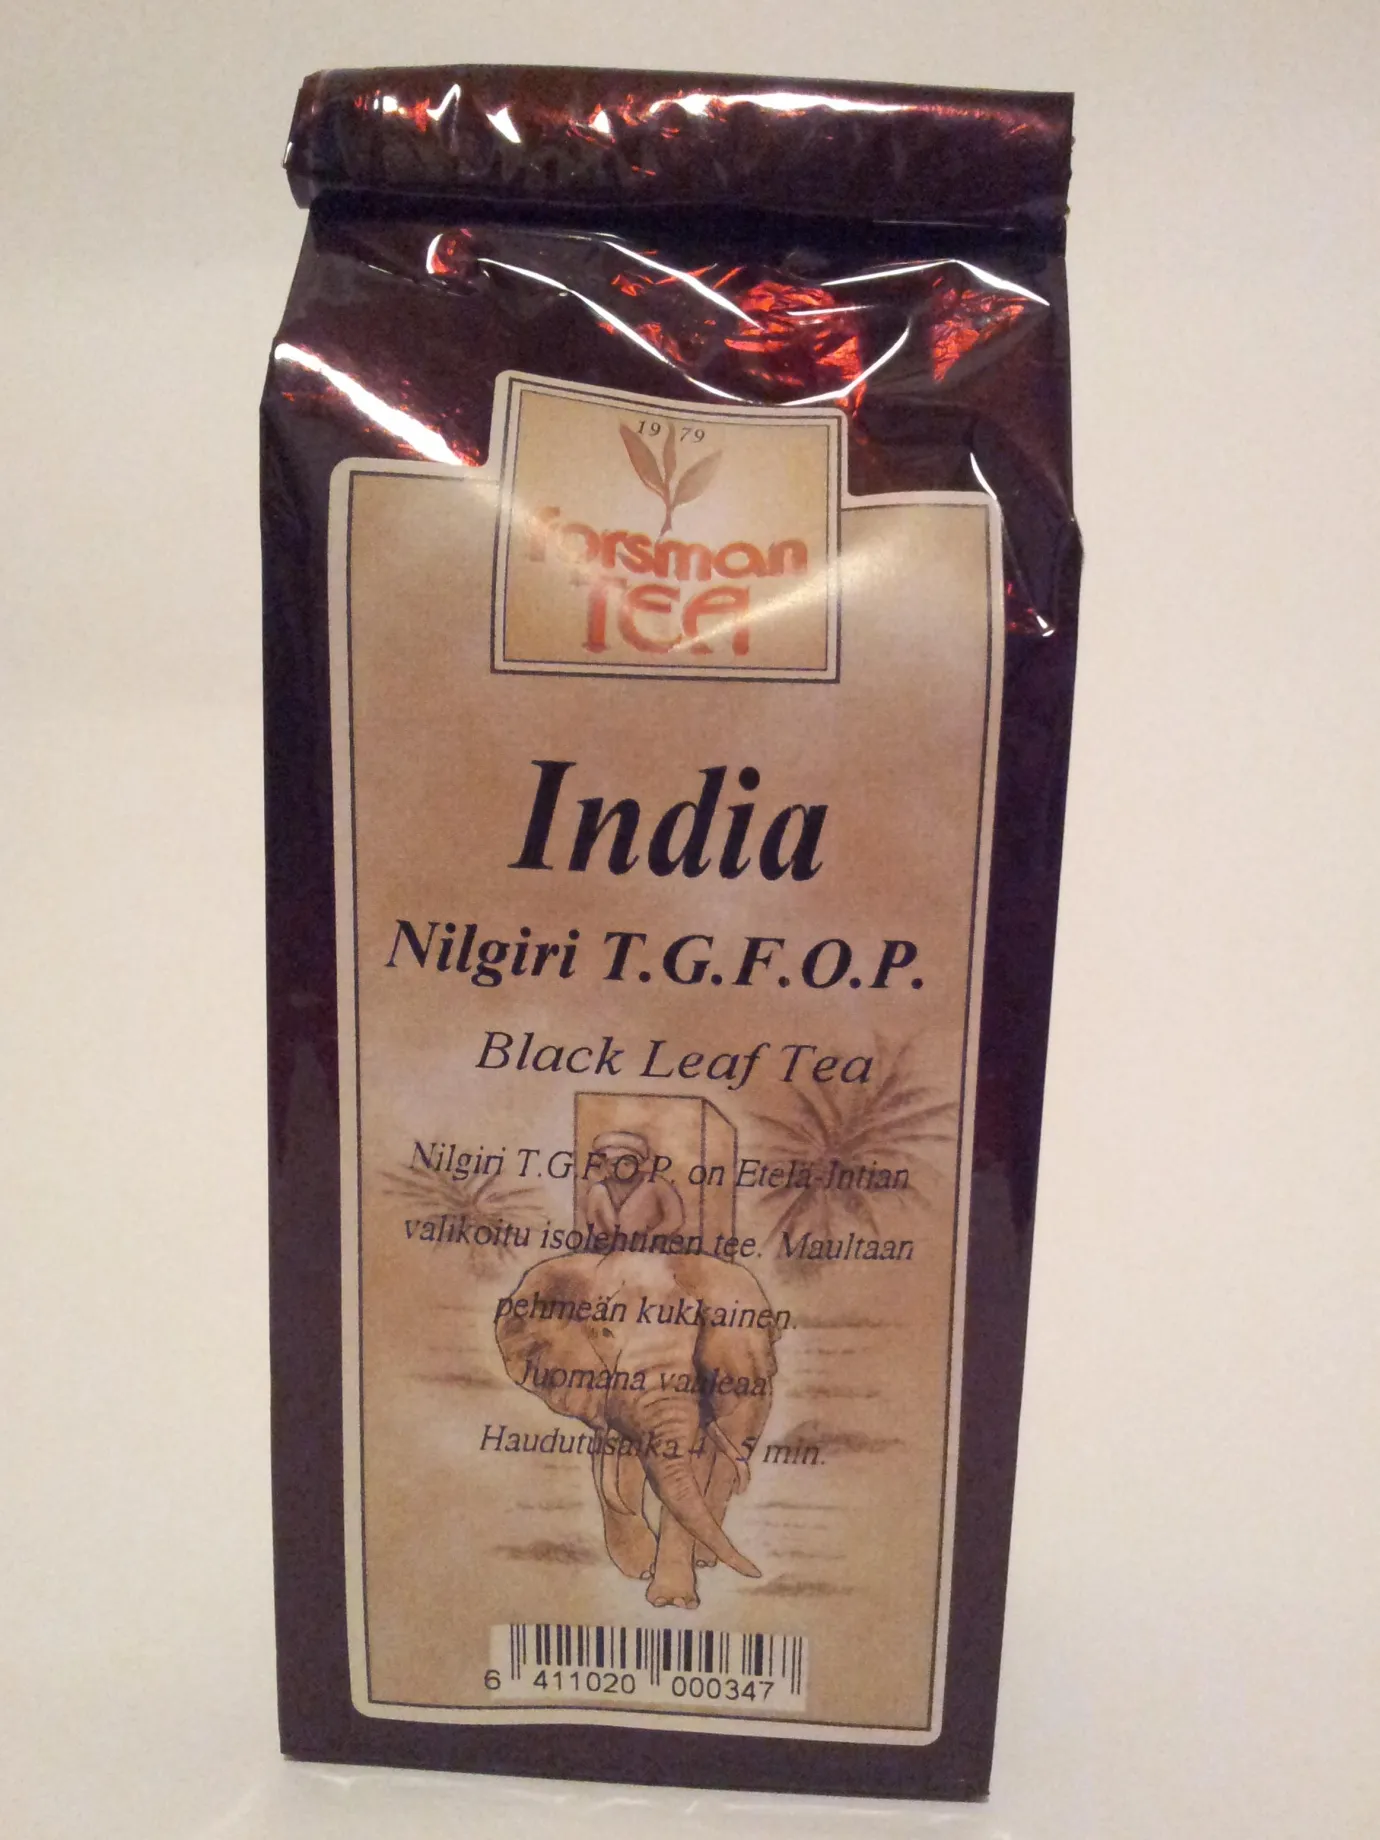 1979
forsman
TEA
India
Nilgiri T.G.F.O.P.
Black Leaf Tea
Nilgiri T.G.F.O.P. on Etelä-Intian
valikoitu isolehtinen tee. Maultaan
pehmeän kukkainen.
Juomana vaaleaa.
Haudutusaika 4 - 5 min.
6 411020 000347